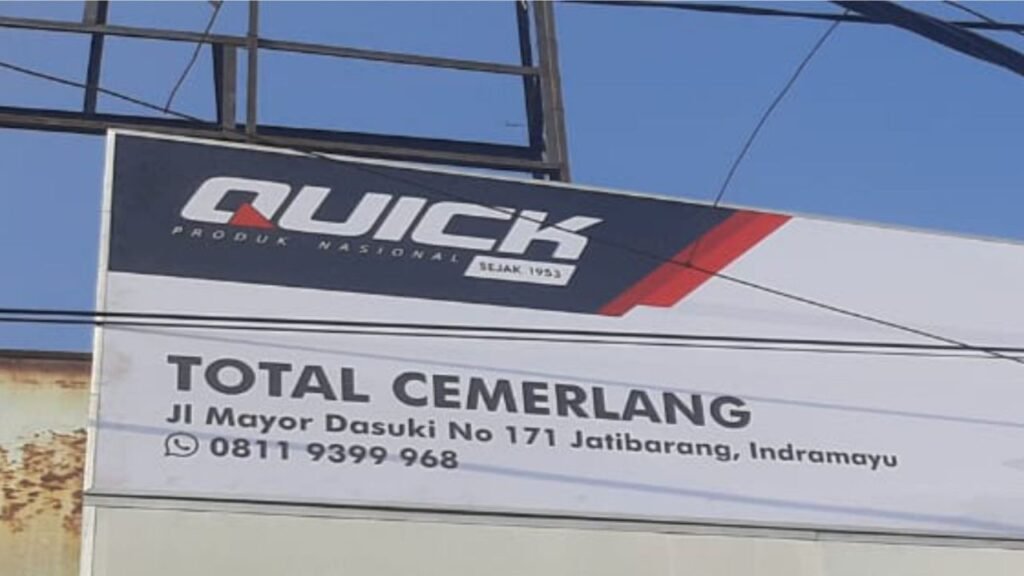 QUICK
PRODUK NASIONAL
SEJAK 1953
TOTAL CEMERLANG
Jl Mayor Dasuki No 171 Jatibarang, Indramayu
0811 9399 968